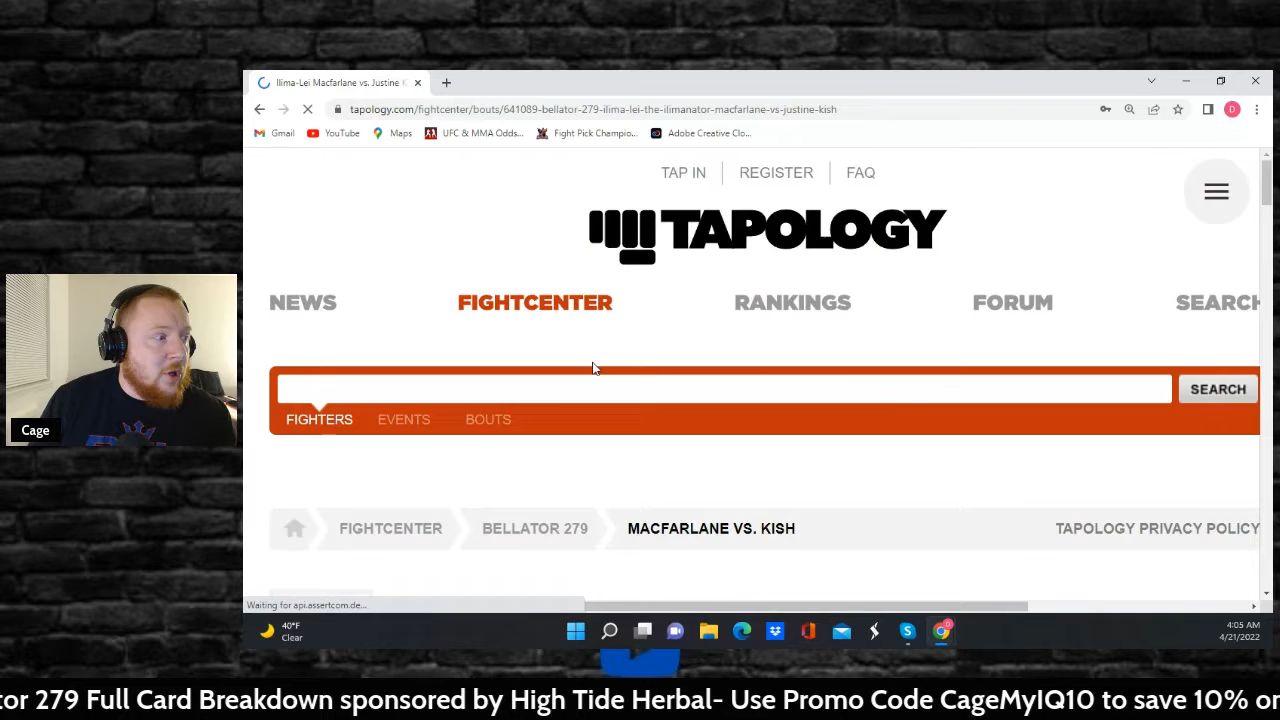 Ilima-Lei Macfarlane vs. Justine K
tapology.com/fightcenter/bouts/641089-bellator-279-ilima-lei-the-ilimanator-macfarlane-vs-justine-kish
D
Gmail
YouTube
Maps
UFC & MMA Odds...
Fight Pick Champio...
Adobe Creative Clo...
TAP IN
REGISTER
FAQ
TAPOLOGY
NEWS
FIGHTCENTER
RANKINGS
FORUM
SEARCH
SEARCH
FIGHTERS
EVENTS
BOUTS
Cage
FIGHTCENTER
BELLATOR 279
MACFARLANE VS. KISH
TAPOLOGY PRIVACY POLICY
Waiting for api.assertcom.de...
40°F
Clear
4:05 AM
4/21/2022
tor 279 Full Card Breakdown sponsored by High Tide Herbal- Use Promo Code CageMyIQ10 to save 10% or